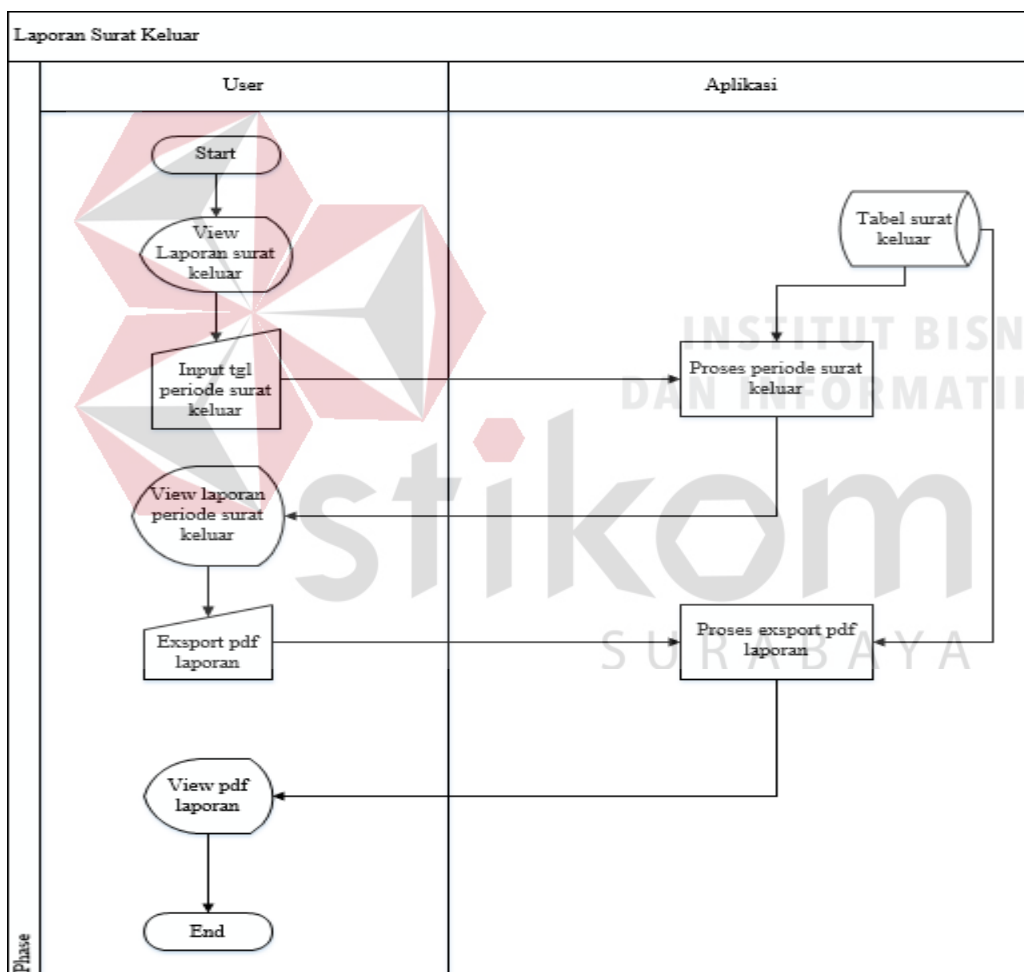 Laporan Surat Keluar
User
Aplikasi
Start
View
Laporan surat
keluar
Tabel surat
keluar
Input tgl
periode surat
keluar
Proses periode surat
keluar
View laporan
periode surat
keluar
Exsport pdf
laporan
Proses exsport pdf
laporan
View pdf
laporan
End
Phase
INSTITUT BISN
DAN INFORMATI
stikom
SURABAYA